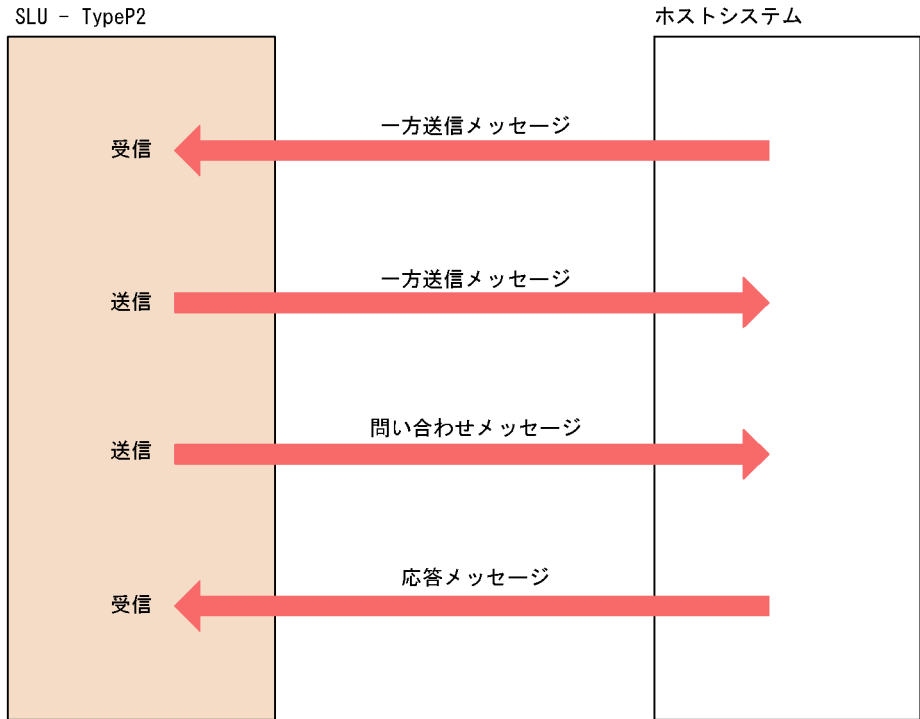 SLU - TypeP2
ホストシステム
一方送信メッセージ
受信
一方送信メッセージ
送信
問い合わせメッセージ
送信
応答メッセージ
受信